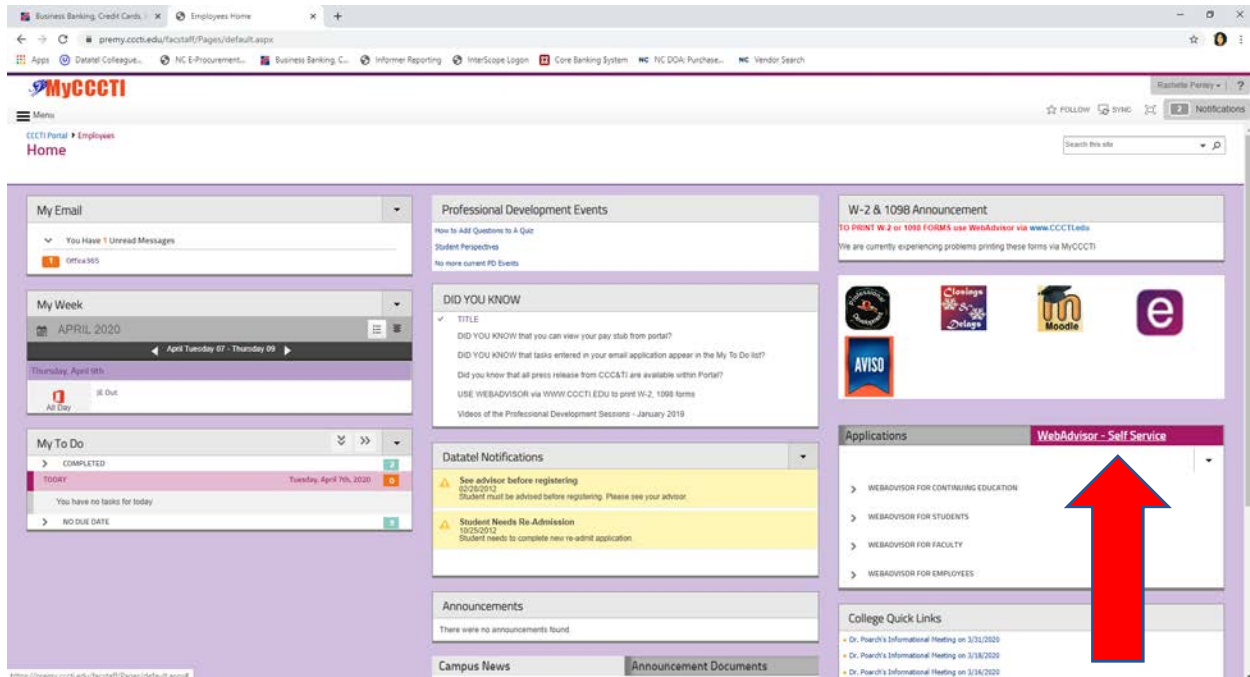 Business Banking, Credit Cards,
Employees Home
premy.cccti.edu/facstaff/Pages/default.aspx
Apps Datatel Colleague... NC E-Procurement... Business Banking, C... Informer Reporting InterScope Logon Core Banking System NC DOA: Purchase... Vendor Search
MyCCCTI
?
Menu
FOLLOW SYNC 2 Notifications
CCCTI Portal Employees
Home
Search this site
My Email
You Have 1 Unread Messages
1 Office365
My Week
APRIL 2020
April Tuesday 07 - Thursday 09
Thursday, April 9th
All Day
Out
My To Do
COMPLETED
TODAY Tuesday, April 7th, 2020 0
You have no tasks for today
NO DUE DATE
Professional Development Events
How to Add Questions to A Quiz
Student Perspectives
No more current PD Events
DID YOU KNOW
TITLE
DID YOU KNOW that you can view your pay stub from portal?
DID YOU KNOW that tasks entered in your email application appear in the My To Do list?
Did you know that all press release from CCC&TI are available within Portal?
USE WEBADVISOR via WWW.CCCTI.EDU to print W-2, 1098 forms
Videos of the Professional Development Sessions - January 2019
Datatel Notifications
See advisor before registering
02/28/2012
Student must be advised before registering. Please see your advisor.
Student Needs Re-Admission
10/25/2012
Student needs to complete new re-admit application.
Announcements
There were no announcements found.
Campus News Announcement Documents
W-2 & 1098 Announcement
TO PRINT W-2 or 1098 FORMS use WebAdvisor via www.CCCTI.edu
We are currently experiencing problems printing these forms via MyCCCTI
Professional Development
Closings & Delays
Moodle
e
AVISO
Applications WebAdvisor - Self Service
WEBADVISOR FOR CONTINUING EDUCATION
WEBADVISOR FOR STUDENTS
WEBADVISOR FOR FACULTY
WEBADVISOR FOR EMPLOYEES
College Quick Links
Dr. Poarch's Informational Meeting on 3/31/2020
Dr. Poarch's Informational Meeting on 3/18/2020
Dr. Poarch's Informational Meeting on 3/16/2020